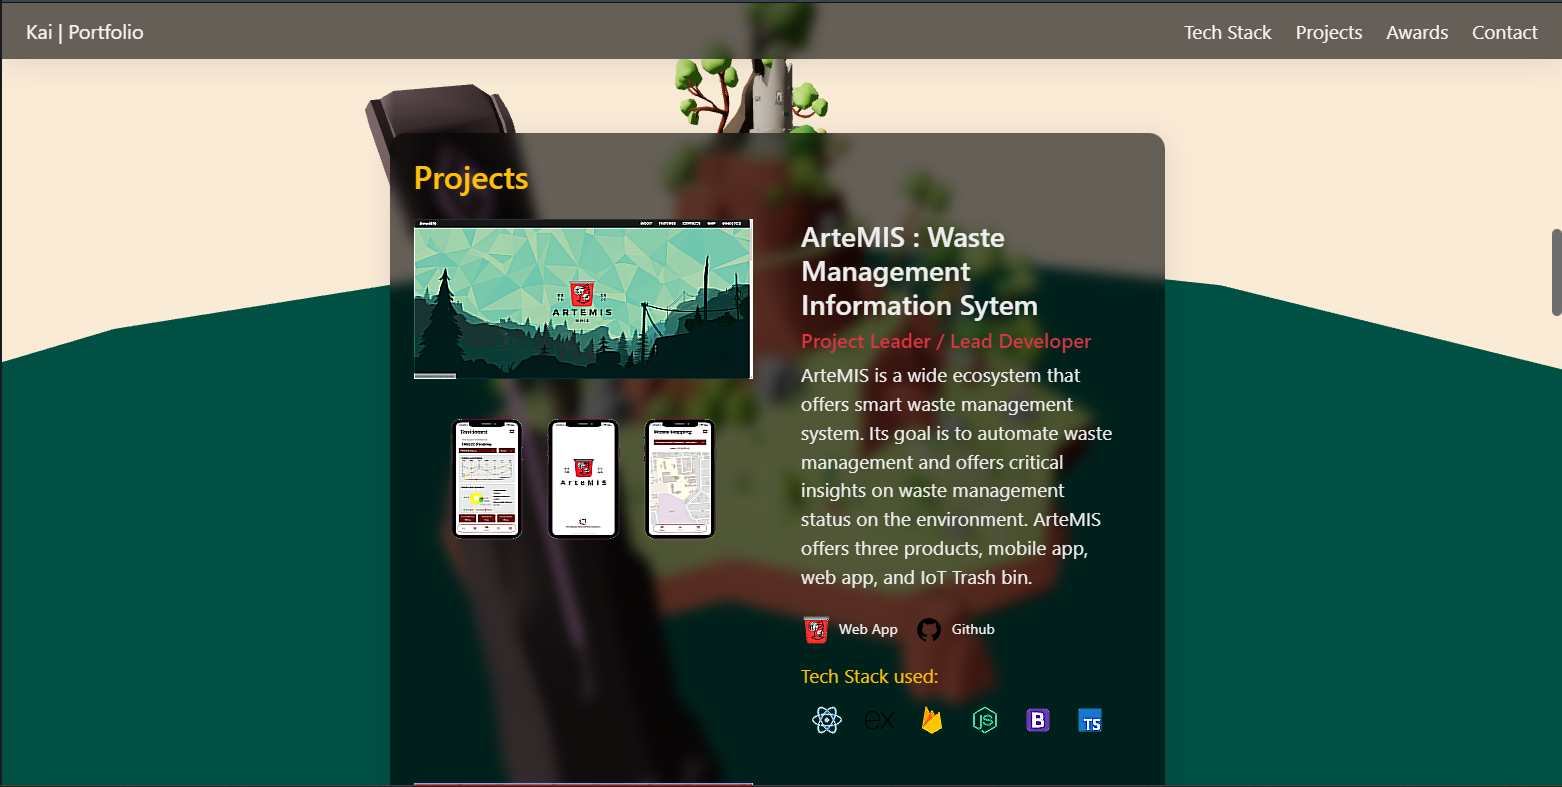 Kai | Portfolio
Tech Stack
Projects
Awards
Contact
Projects
ARTEMIS
ArteMIS
ArteMIS : Waste
Management
Information Sytem
Project Leader / Lead Developer
ArteMIS is a wide ecosystem that
offers smart waste management
system. Its goal is to automate waste
management and offers critical
insights on waste management
status on the environment. ArteMIS
offers three products, mobile app,
web app, and IoT Trash bin.
Web App
Github
Tech Stack used:
ex
JS
B
TS